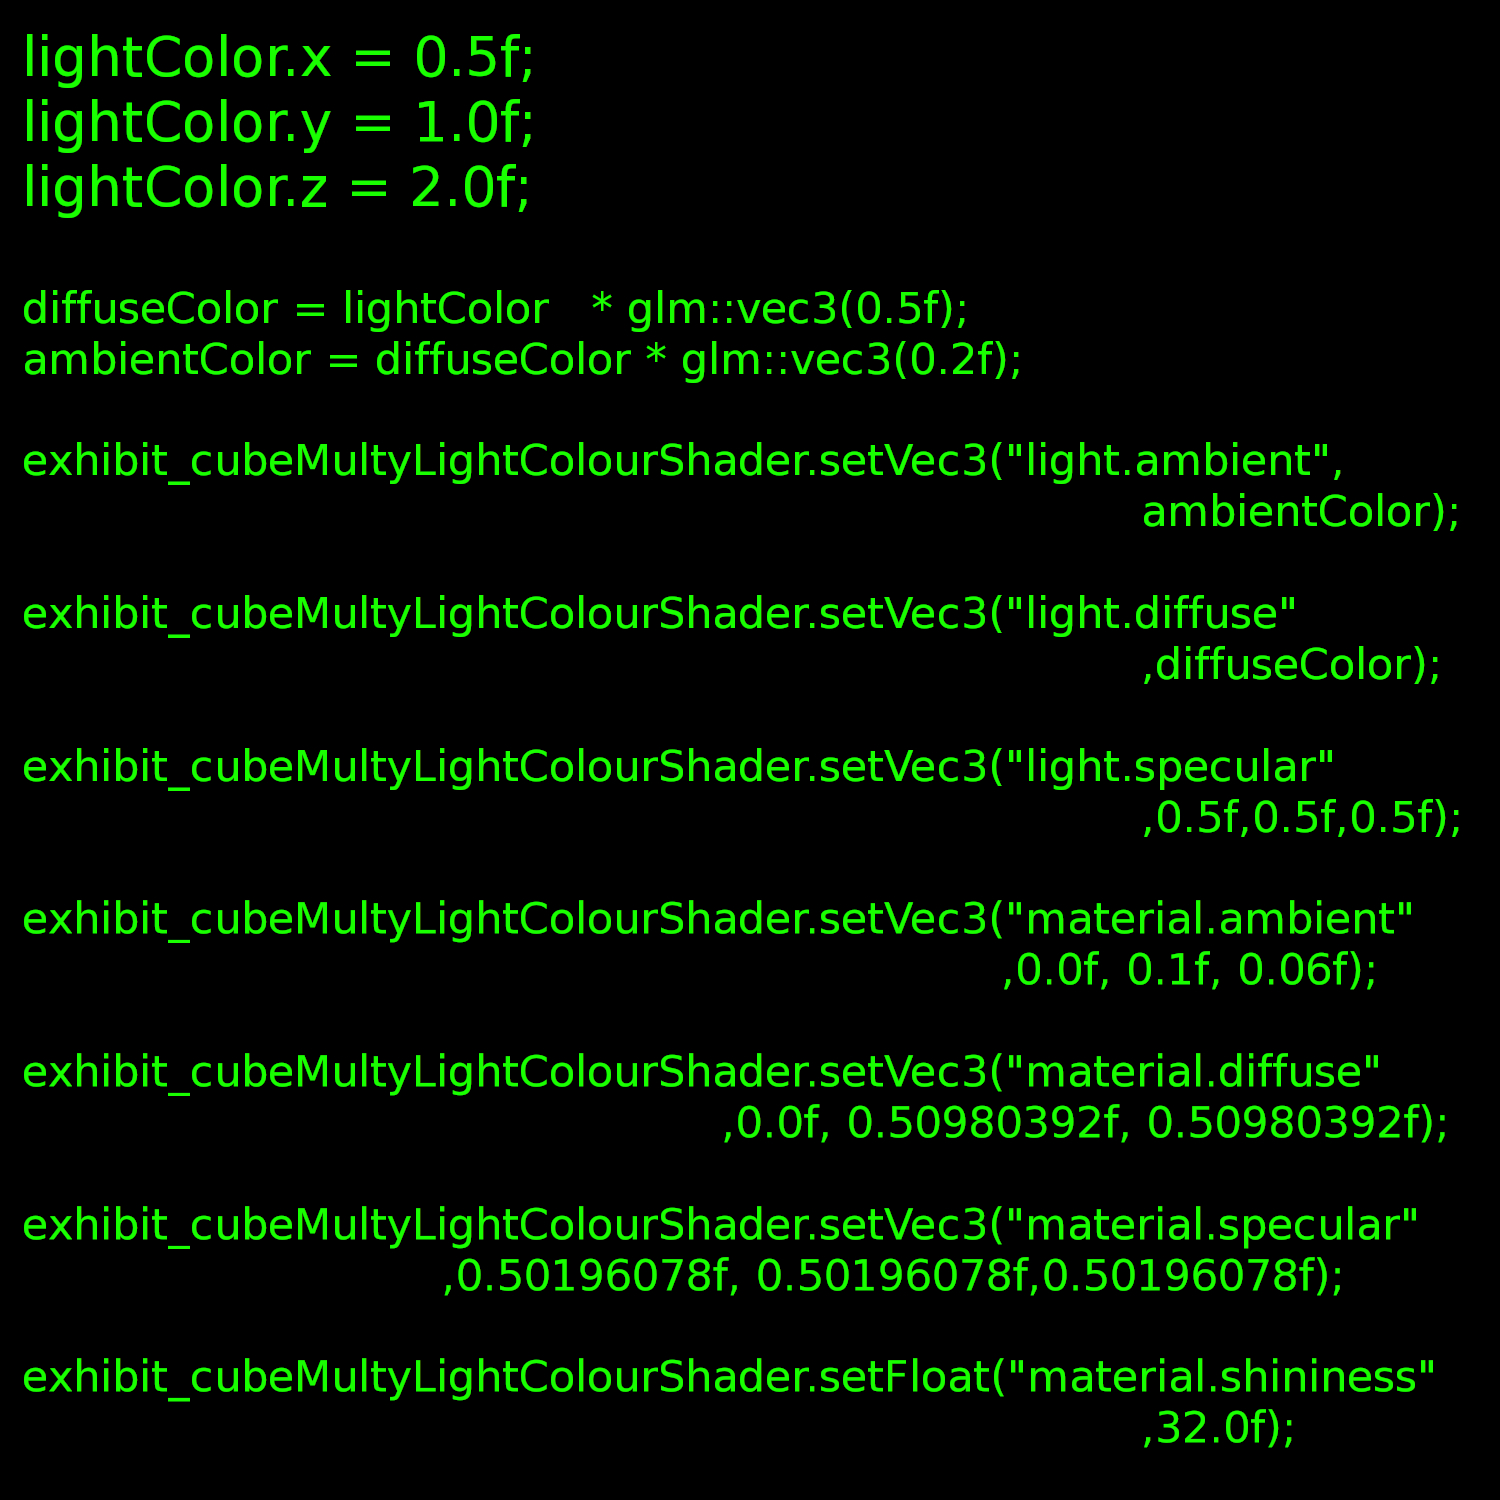 lightColor.x = 0.5f;
lightColor.y = 1.0f;
lightColor.z = 2.0f;
diffuseColor = lightColor   * glm::vec3(0.5f);
ambientColor = diffuseColor * glm::vec3(0.2f);
exhibit_cubeMultyLightColourShader.setVec3("light.ambient",
ambientColor);
exhibit_cubeMultyLightColourShader.setVec3("light.diffuse"
,diffuseColor);
exhibit_cubeMultyLightColourShader.setVec3("light.specular"
,0.5f,0.5f,0.5f);
exhibit_cubeMultyLightColourShader.setVec3("material.ambient"
,0.0f, 0.1f, 0.06f);
exhibit_cubeMultyLightColourShader.setVec3("material.diffuse"
,0.0f, 0.50980392f, 0.50980392f);
exhibit_cubeMultyLightColourShader.setVec3("material.specular"
,0.50196078f, 0.50196078f,0.50196078f);
exhibit_cubeMultyLightColourShader.setFloat("material.shininess"
,32.0f);